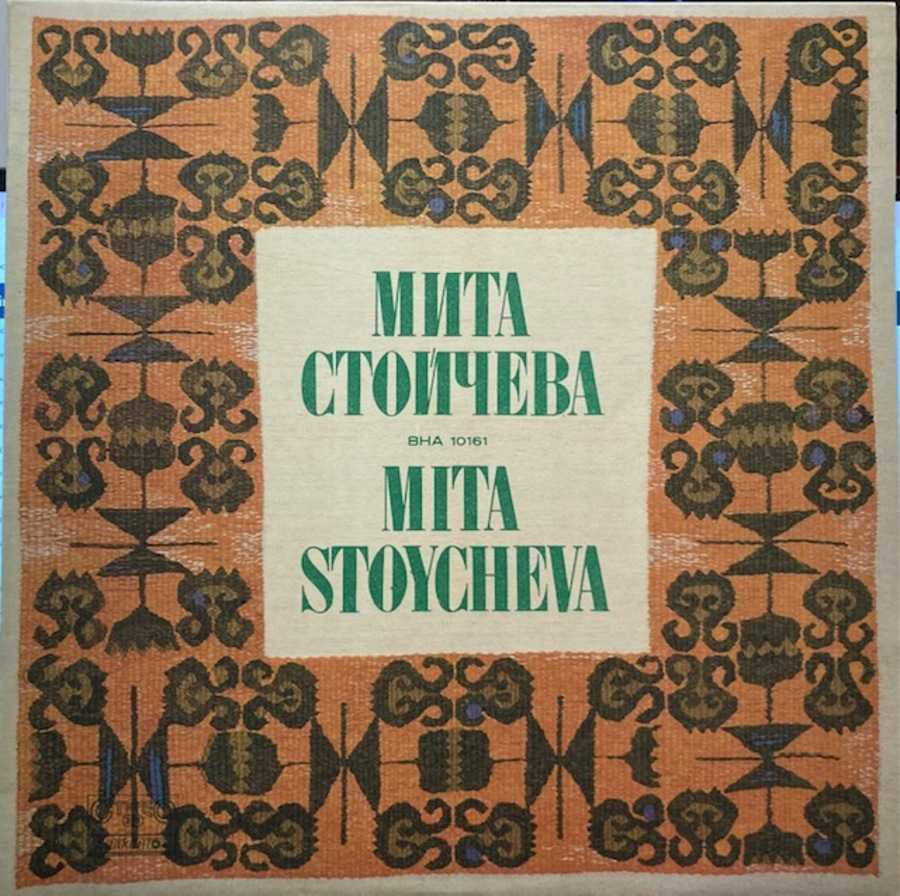 МИТА
СТОЙЧЕВА
ВНА 10161
MITA
STOYCHEVA